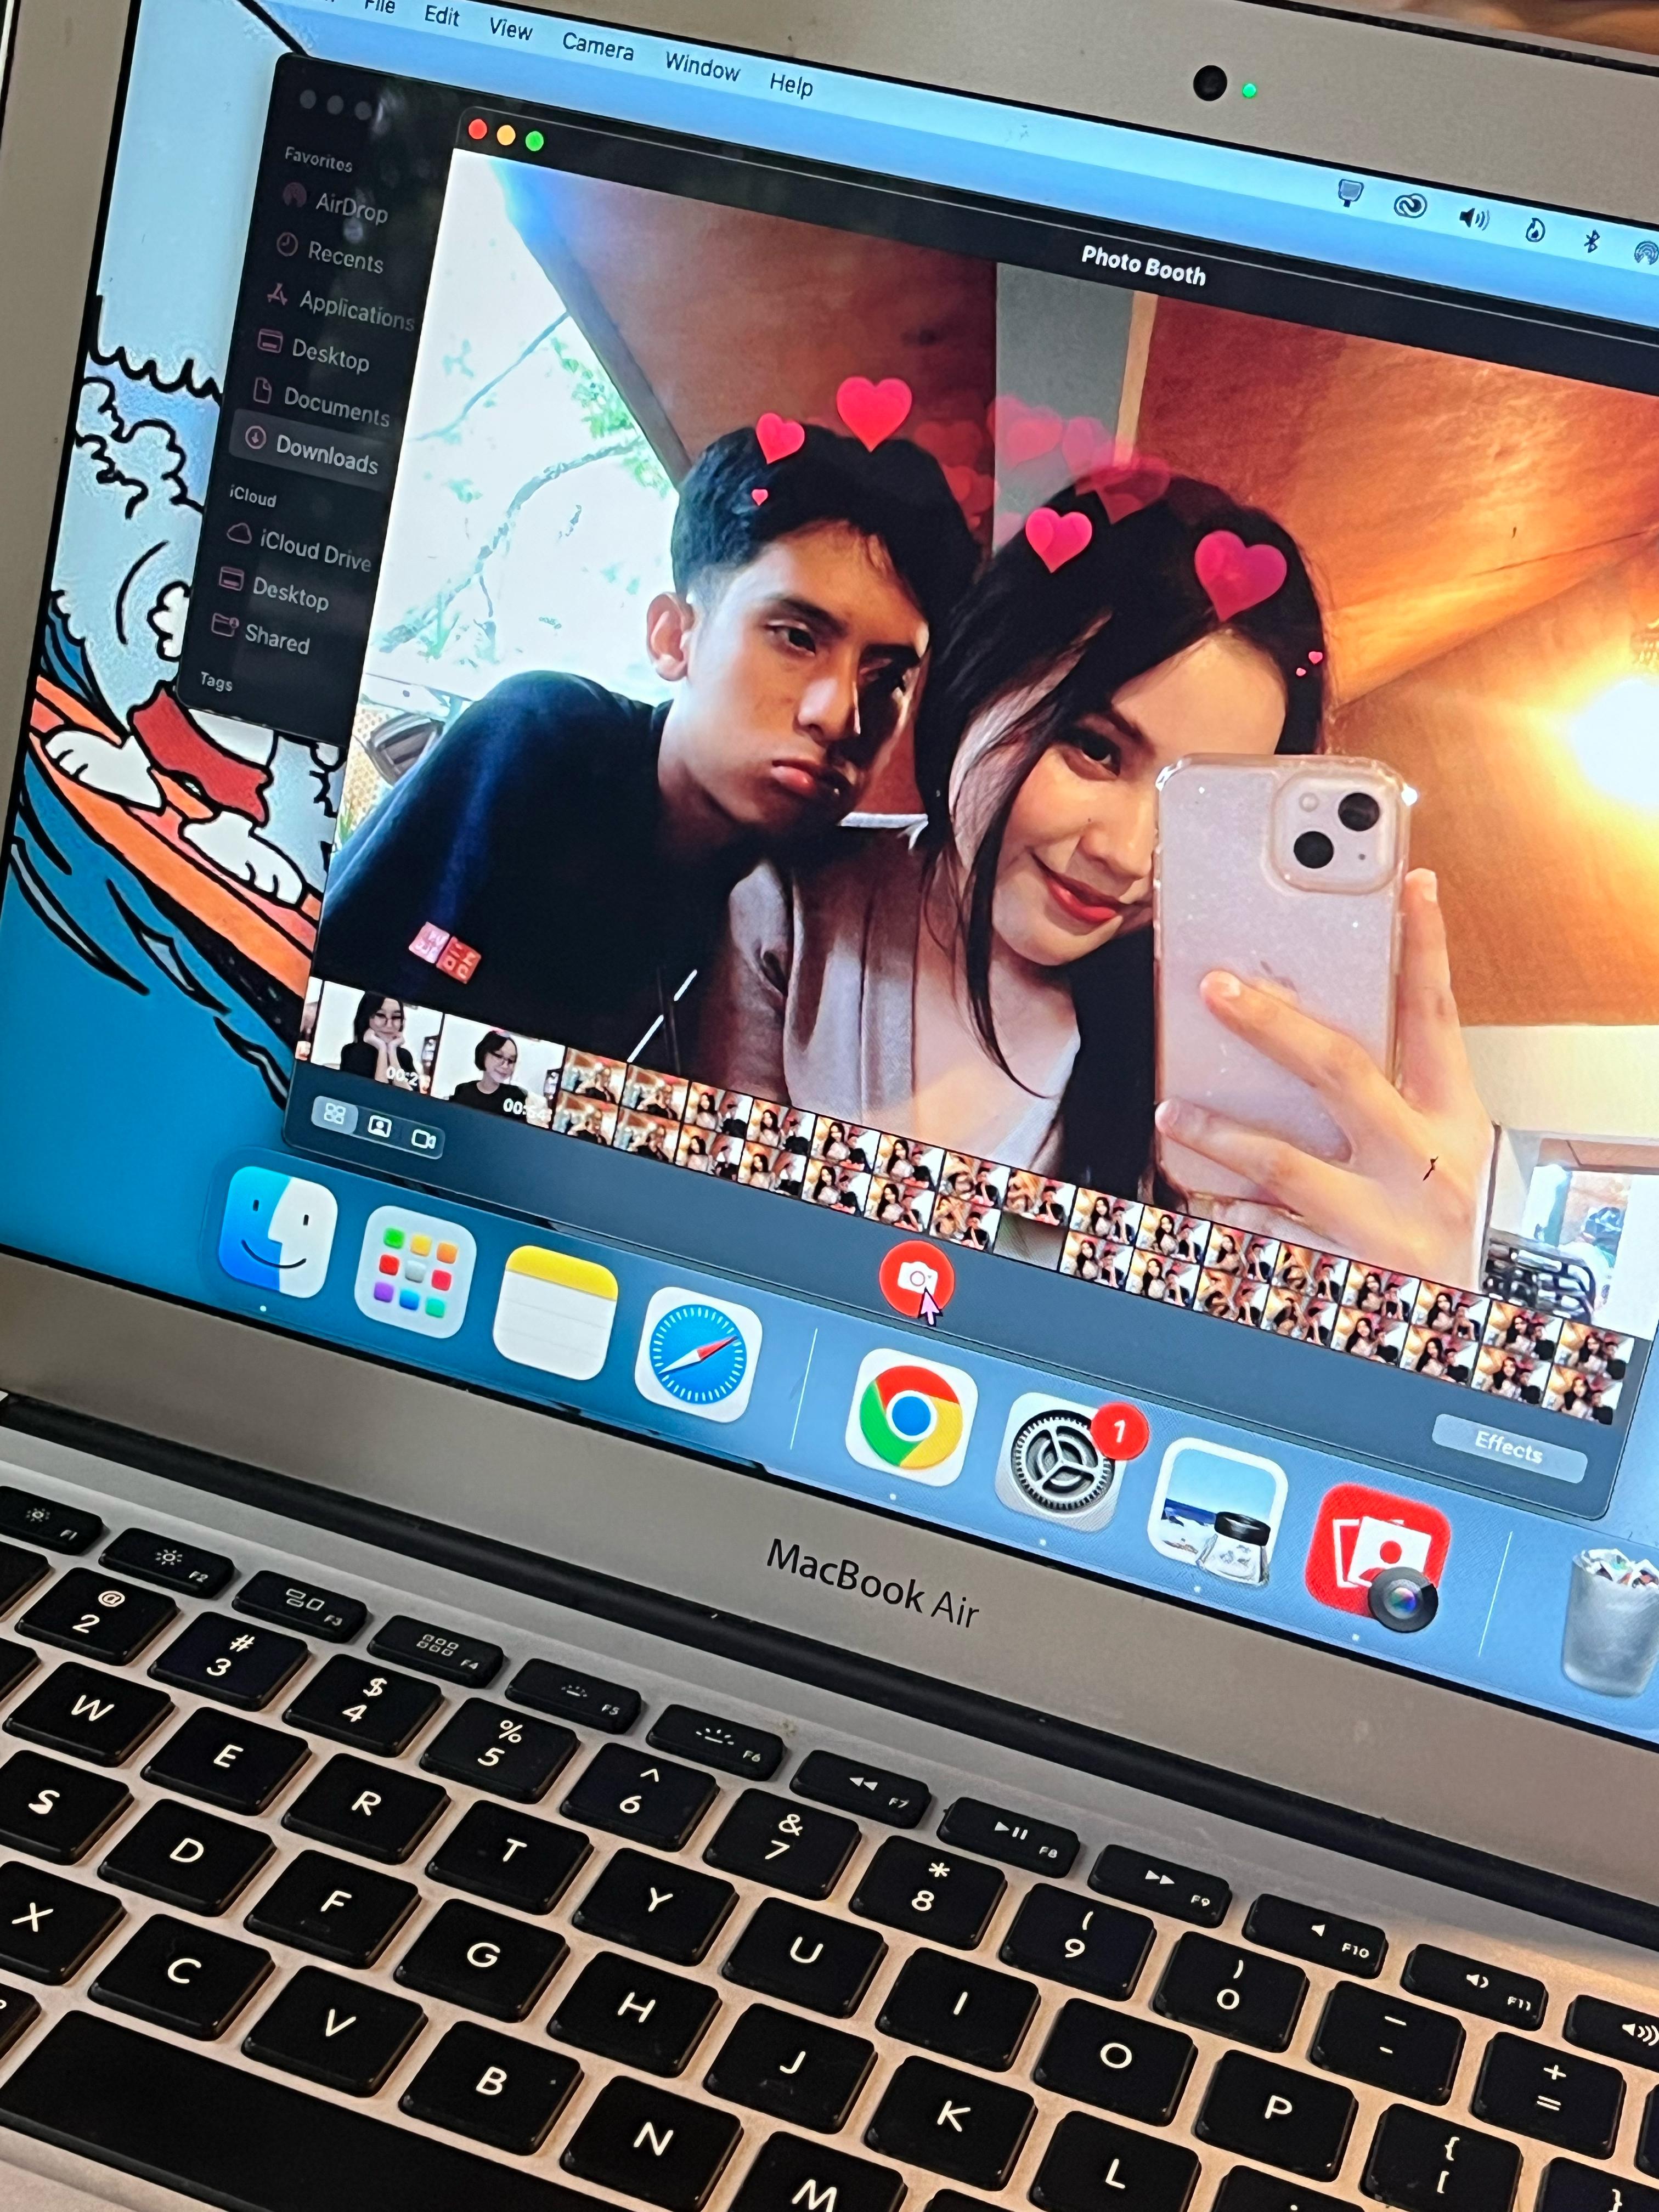 File Edit View Camera Window Help
Photo Booth
Favorites
AirDrop
Recents
Applications
Desktop
Documents
Downloads
iCloud
iCloud Drive
Desktop
Shared
Tags
1
Effects
MacBook Air
F1 F2 F3 F4 F5 F6 F7 F8 F9 F10 F11
@ # $ % ^ & * ( ) — +
2 3 4 5 6 7 8 9 0 - =
W E R T Y U I O P { [ }
S D F G H J K L
X C V B N M